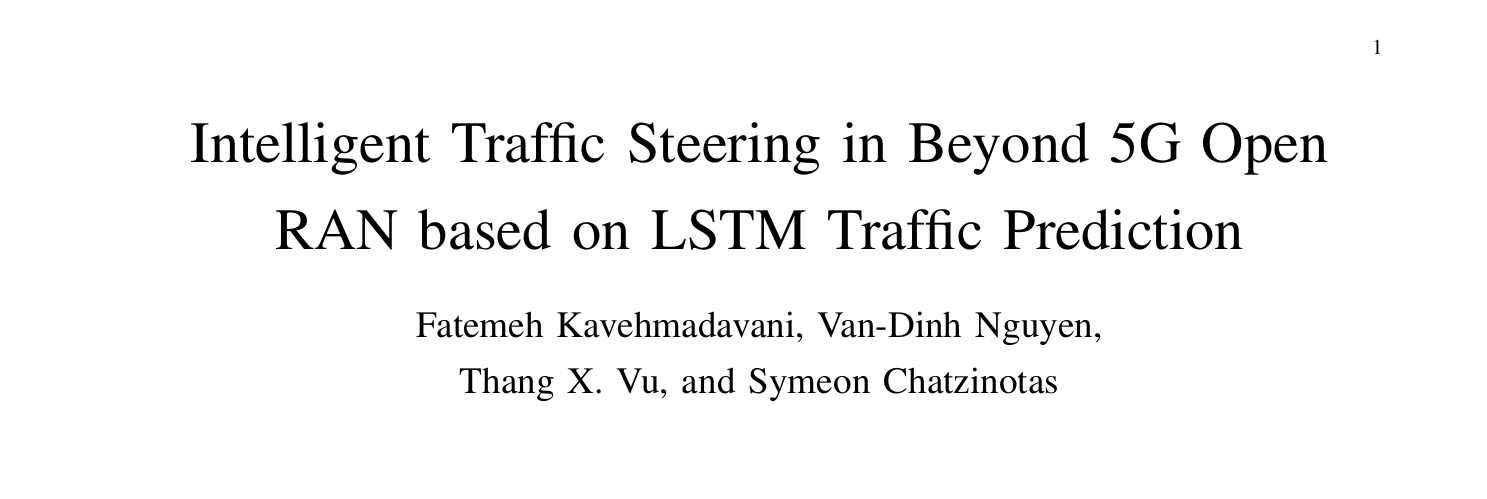 1
Intelligent Traffic Steering in Beyond 5G Open
RAN based on LSTM Traffic Prediction
Fatemeh Kavehmadavani, Van-Dinh Nguyen,
Thang X. Vu, and Symeon Chatzinotas